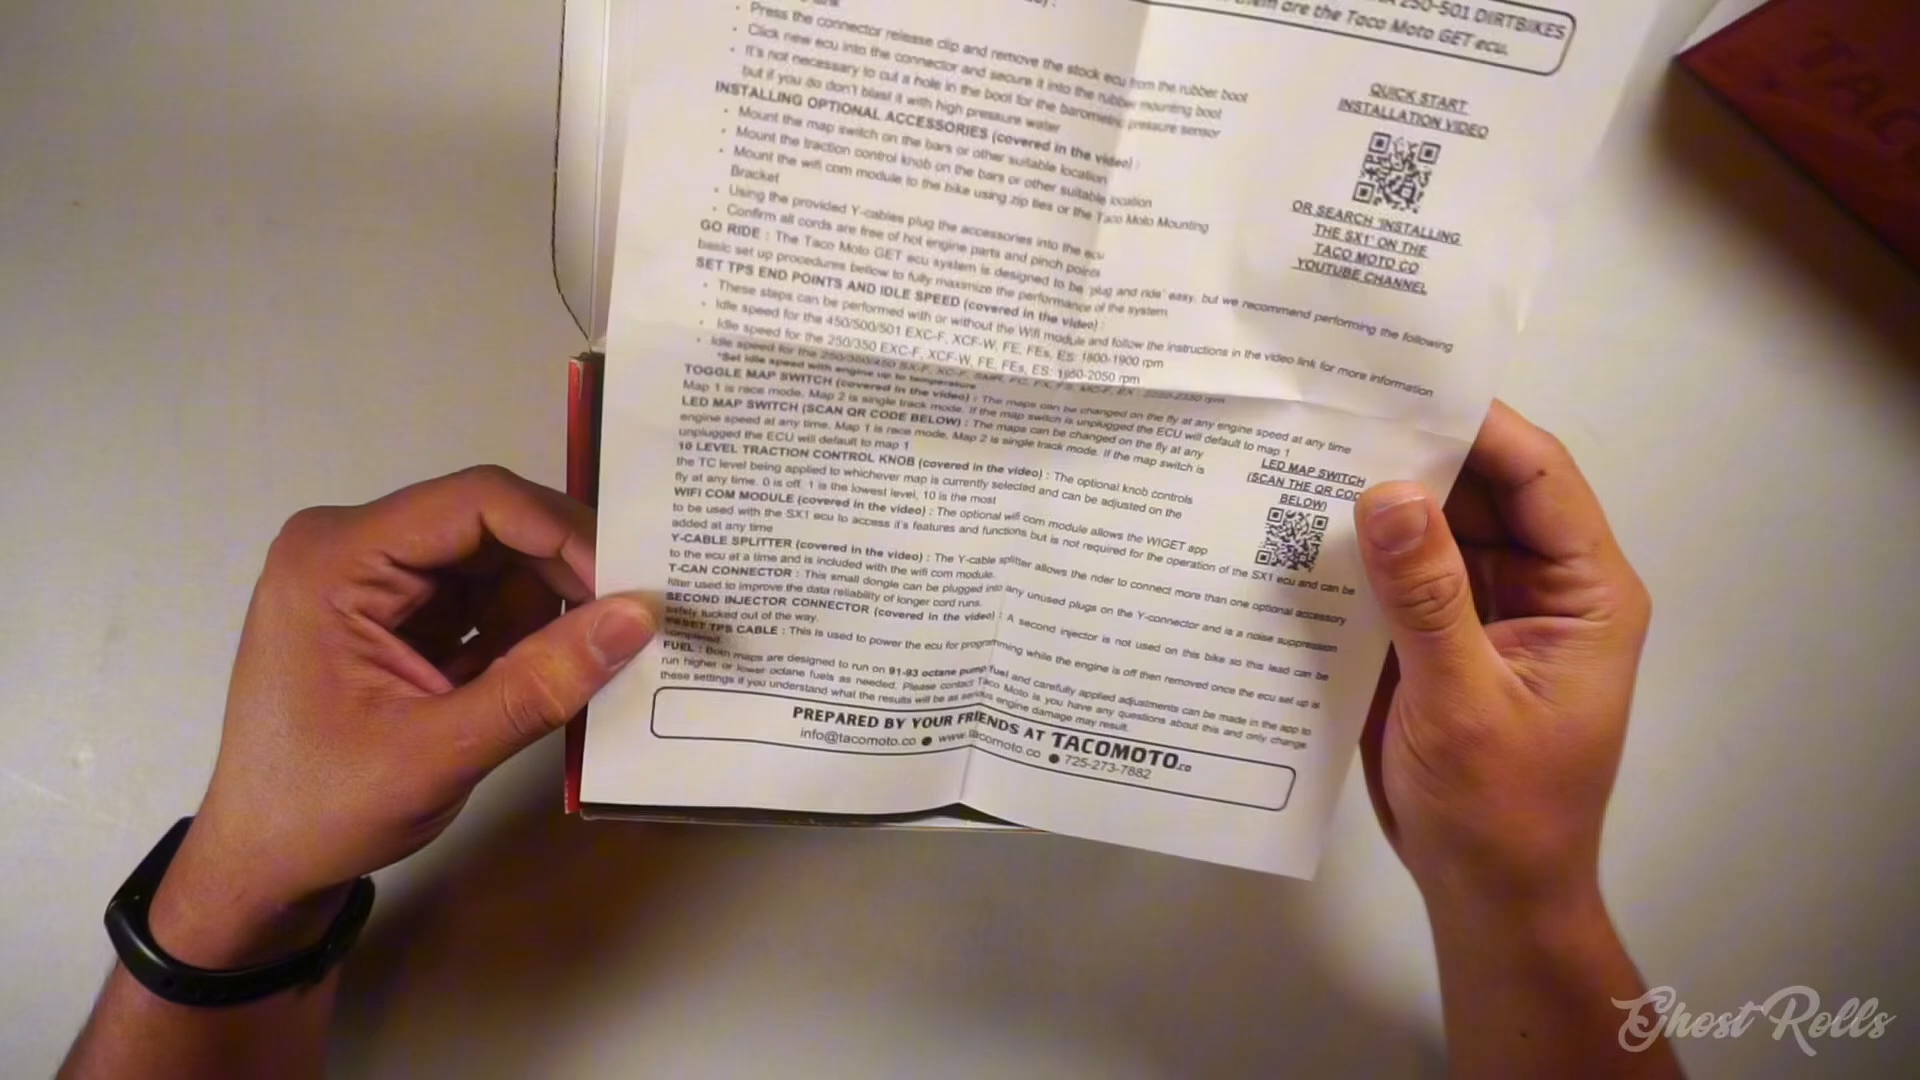 250-501 DIRTBIKES
are the Taco Moto GET ecu.
Press the connector release clip and remove the stock ecu from the rubber boot
Click new ecu into the connector and secure it into the rubber mounting boot
It's not necessary to cut a hole in the boot for the barometric pressure sensor
but if you do don't blast it with high pressure water
INSTALLING OPTIONAL ACCESSORIES (covered in the video) :
Mount the map switch on the bars or other suitable location
Mount the traction control knob on the bars or other suitable location
Mount the wifi com module to the bike using zip ties or the Taco Moto Mounting
Bracket
Using the provided Y-cables plug the accessories into the ecu
Confirm all cords are free of hot engine parts and pinch points
QUICK START
INSTALLATION VIDEO
OR SEARCH 'INSTALLING
THE SX1' ON THE
TACO MOTO CO
YOUTUBE CHANNEL
GO RIDE : The Taco Moto GET ecu system is designed to be 'plug and ride' easy, but we recommend performing the following
basic set up procedures bellow to fully maximize the performance of the system
SET TPS END POINTS AND IDLE SPEED (covered in the video) :
These steps can be performed with or without the Wifi module and follow the instructions in the video link for more information
Idle speed for the 450/500/501 EXC-F, XCF-W, FE, FEs, ES: 1800-1900 rpm
Idle speed for the 250/350 EXC-F, XCF-W, FE, FEs, ES: 1950-2050 rpm
Idle speed for the 250/350/450 SX-F, XC-F, SMR, FC, FX, FS, MC-F, EX : rpm
*Set idle speed with engine up to temperature
TOGGLE MAP SWITCH (covered in the video) : The maps can be changed on the fly at any engine speed at any time
Map 1 is race mode, Map 2 is single track mode. If the map switch is unplugged the ECU will default to map 1
LED MAP SWITCH (SCAN QR CODE BELOW) : The maps can be changed on the fly at any
engine speed at any time. Map 1 is race mode, Map 2 is single track mode. If the map switch is
unplugged the ECU will default to map 1
10 LEVEL TRACTION CONTROL KNOB (covered in the video) : The optional knob controls
the TC level being applied to whichever map is currently selected and can be adjusted on the
fly at any time. 0 is off, 1 is the lowest level, 10 is the most
LED MAP SWITCH
(SCAN THE QR CODE
BELOW)
WIFI COM MODULE (covered in the video) : The optional wifi com module allows the WIGET app
to be used with the SX1 ecu to access it's features and functions but is not required for the operation of the SX1 ecu and can be
added at any time
Y-CABLE SPLITTER (covered in the video) : The Y-cable splitter allows the rider to connect more than one optional accessory
to the ecu at a time and is included with the wifi com module.
T-CAN CONNECTOR : This small dongle can be plugged into any unused plugs on the Y-connector and is a noise suppression
filter used to improve the data reliability of longer cord runs.
SECOND INJECTOR CONNECTOR (covered in the video) : A second injector is not used on this bike so this lead can be
safely tucked out of the way.
RESET TPS CABLE : This is used to power the ecu for programming while the engine is off then removed once the ecu set up is
completed.
FUEL : Both maps are designed to run on 91-93 octane pump fuel and carefully applied adjustments can be made in the app to
run higher or lower octane fuels as needed. Please contact Taco Moto is you have any questions about this and only change
these settings if you understand what the results will be as serious engine damage may result.
PREPARED BY YOUR FRIENDS AT TACOMOTO.co
info@tacomoto.co ● www.tacomoto.co ● 725-273-7882
Ghost Rolls